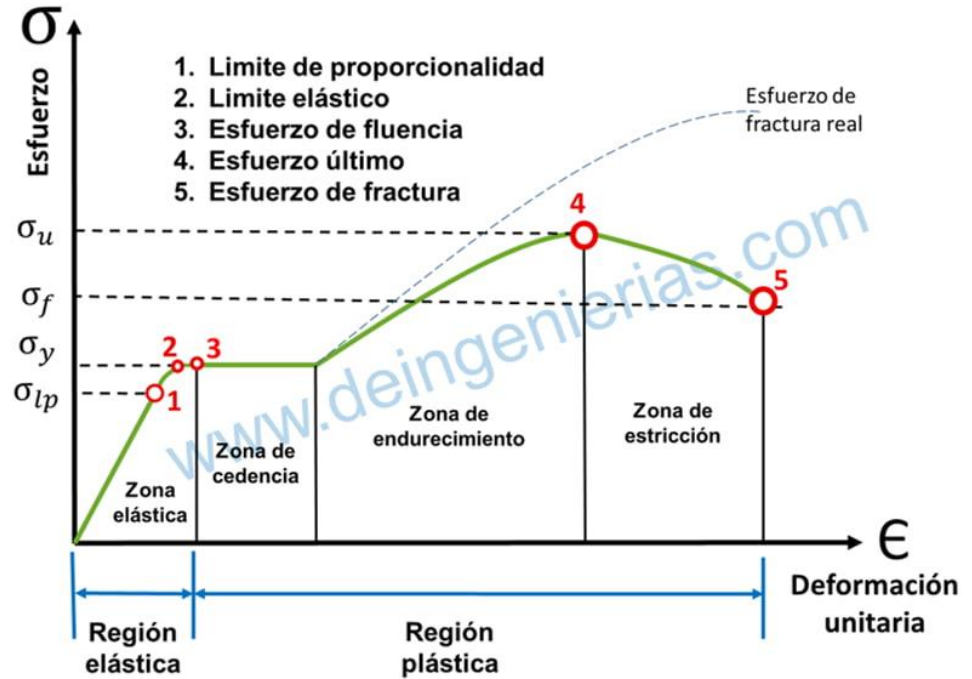 σ
Esfuerzo
1. Limite de proporcionalidad
2. Limite elástico
3. Esfuerzo de fluencia
4. Esfuerzo último
5. Esfuerzo de fractura
Esfuerzo de
fractura real
σu
σf
σy
σlp
1
2
3
4
5
www.deingenierias.com
Zona
elástica
Zona de
cedencia
Zona de
endurecimiento
Zona de
estricción
ϵ
Deformación
unitaria
Región
elástica
Región
plástica